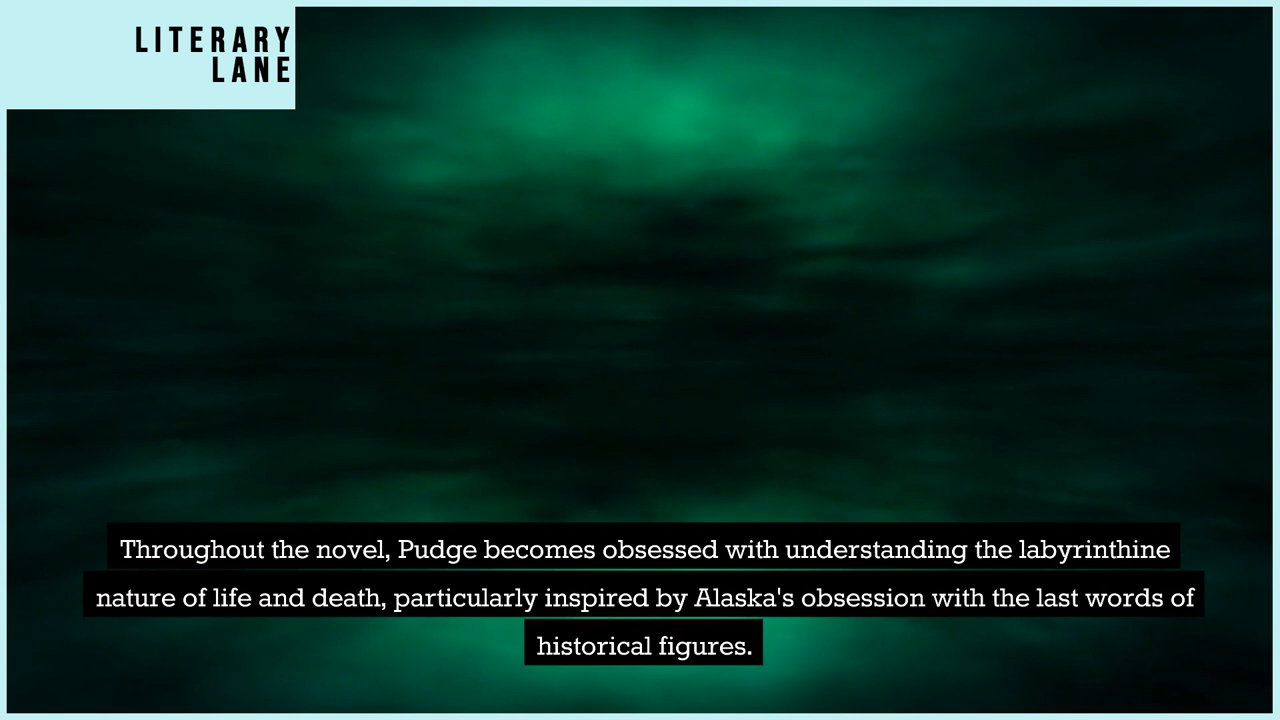 LITERARY
LANE
Throughout the novel, Pudge becomes obsessed with understanding the labyrinthine
nature of life and death, particularly inspired by Alaska's obsession with the last words of
historical figures.